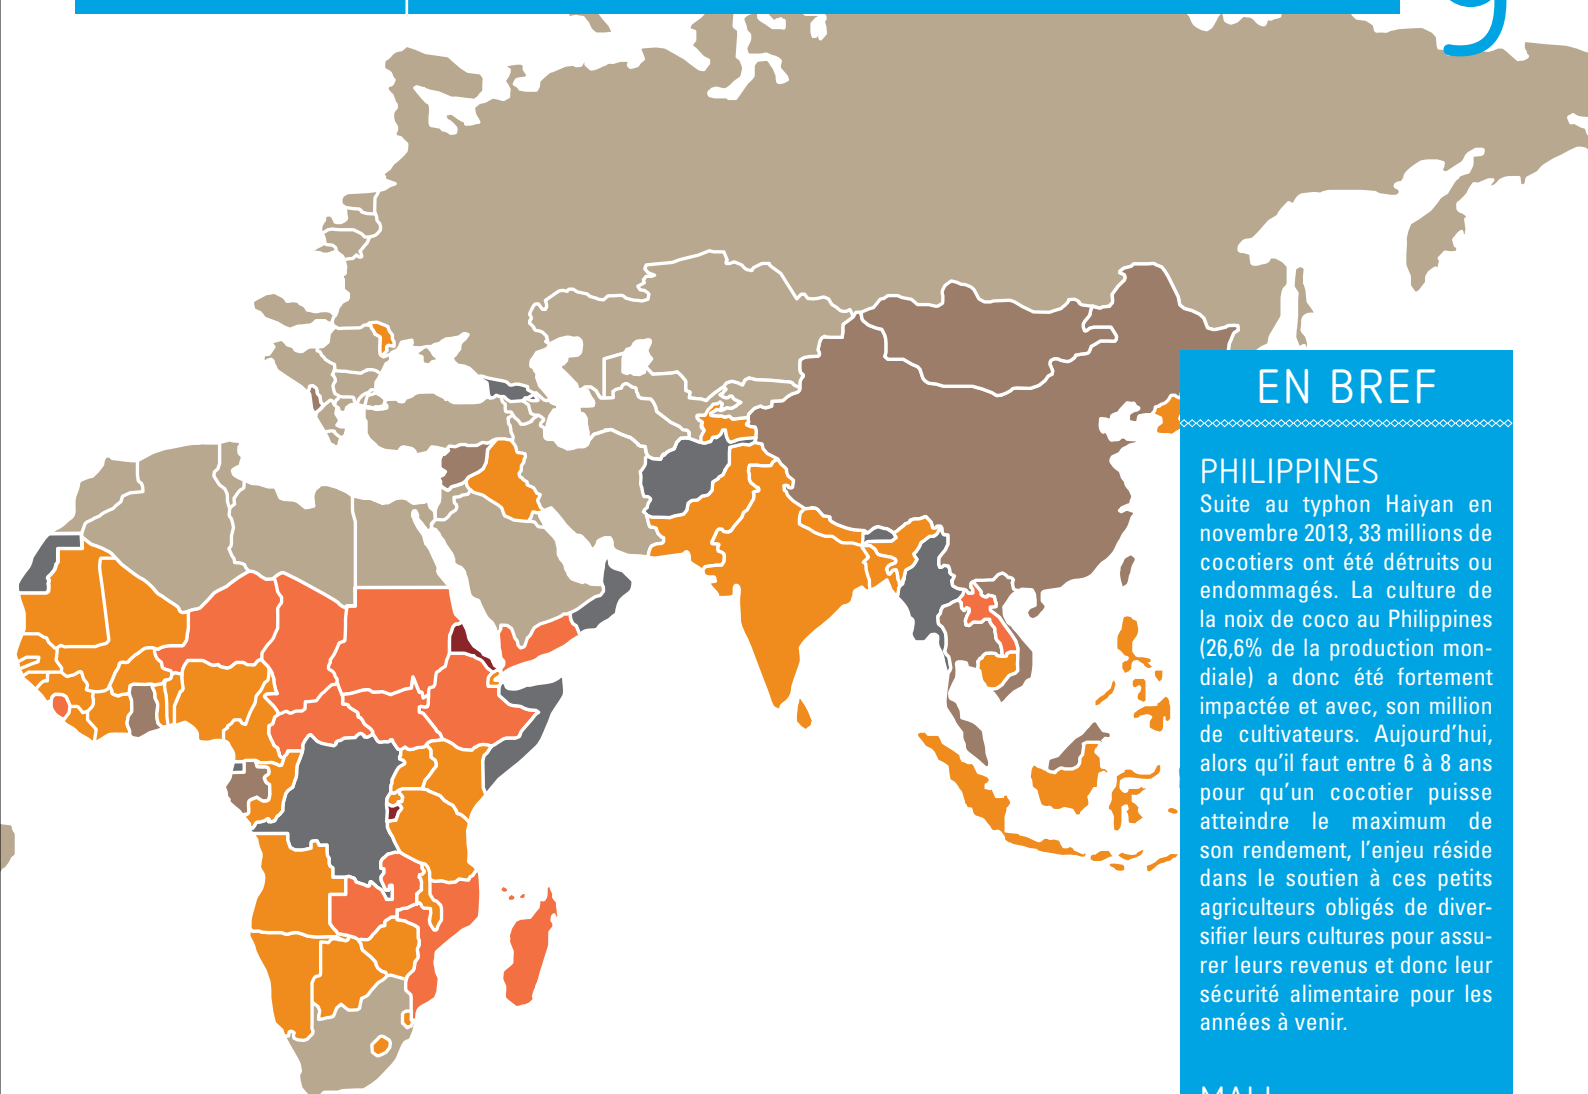 9
EN BREF
PHILIPPINES
Suite au typhon Haiyan en
novembre 2013, 33 millions de
cocotiers ont été détruits ou
endommagés. La culture de
la noix de coco au Philippines
(26,6% de la production mon-
diale) a donc été fortement
impactée et avec, son million
de cultivateurs. Aujourd'hui,
alors qu'il faut entre 6 à 8 ans
pour qu'un cocotier puisse
atteindre le maximum de
son rendement, l'enjeu réside
dans le soutien à ces petits
agriculteurs obligés de diver-
sifier leurs cultures pour assu-
rer leurs revenus et donc leur
sécurité alimentaire pour les
années à venir.
MALI